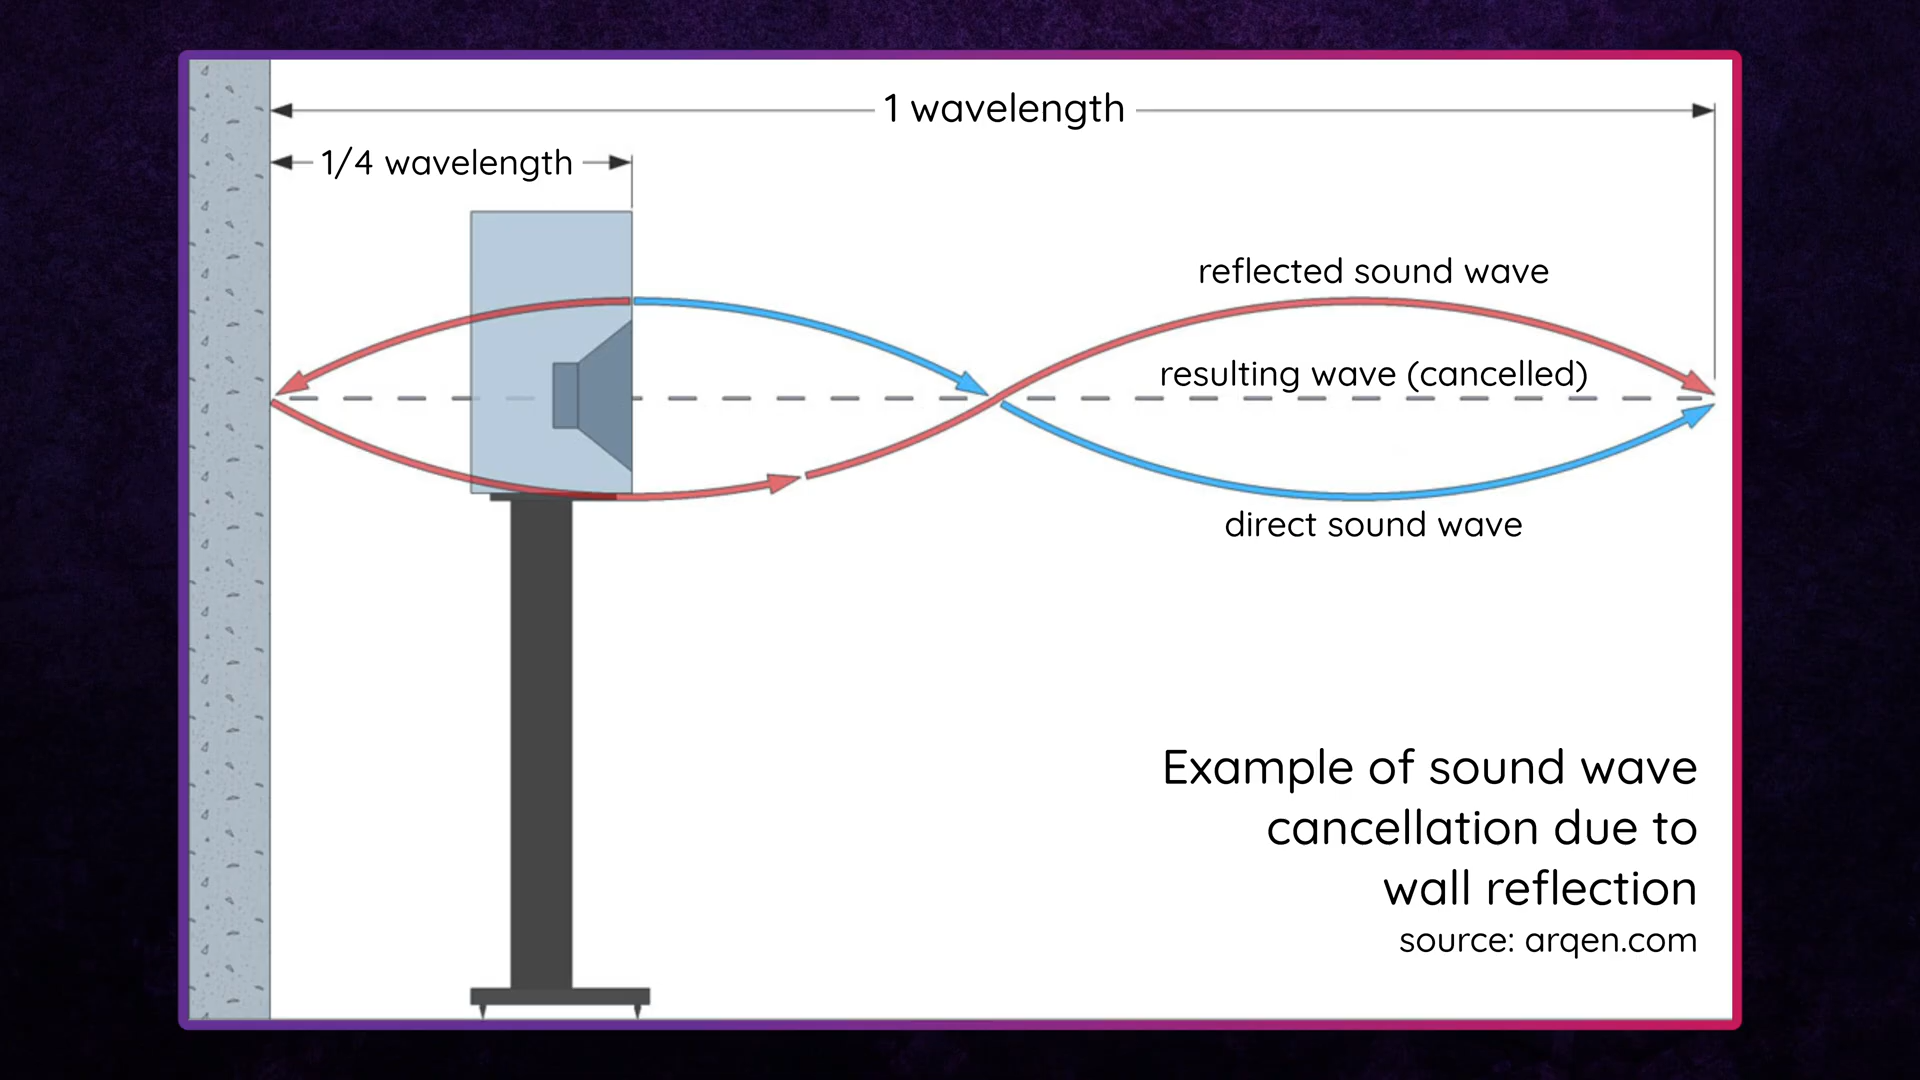 1 wavelength
1/4 wavelength
reflected sound wave
resulting wave (cancelled)
direct sound wave
Example of sound wave
cancellation due to
wall reflection
source: arqen.com